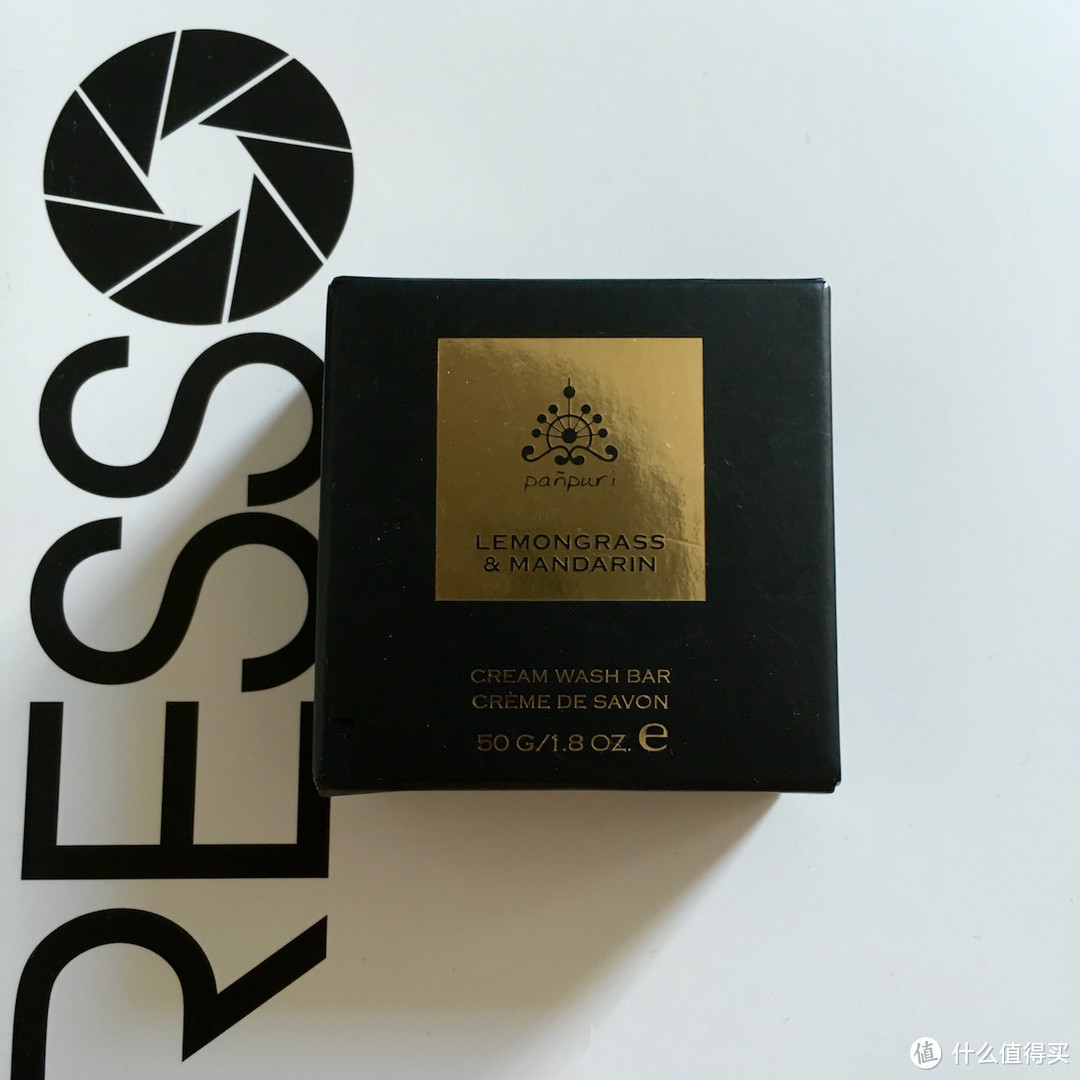 RESSO
pañpuri
LEMONGRASS
& MANDARIN
CREAM WASH BAR
CRÈME DE SAVON
50 G/1.8 OZ. e
值 什么值得买